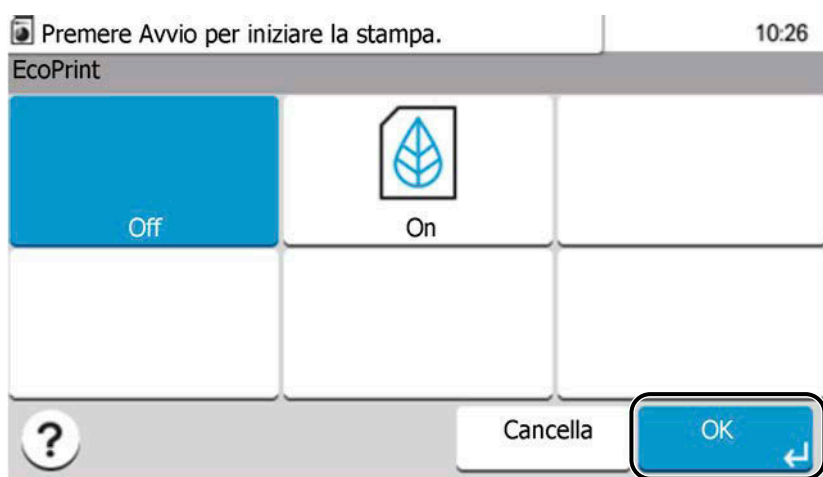 Premere Avvio per iniziare la stampa.
10:26
EcoPrint
Off
On
?
Cancella
OK